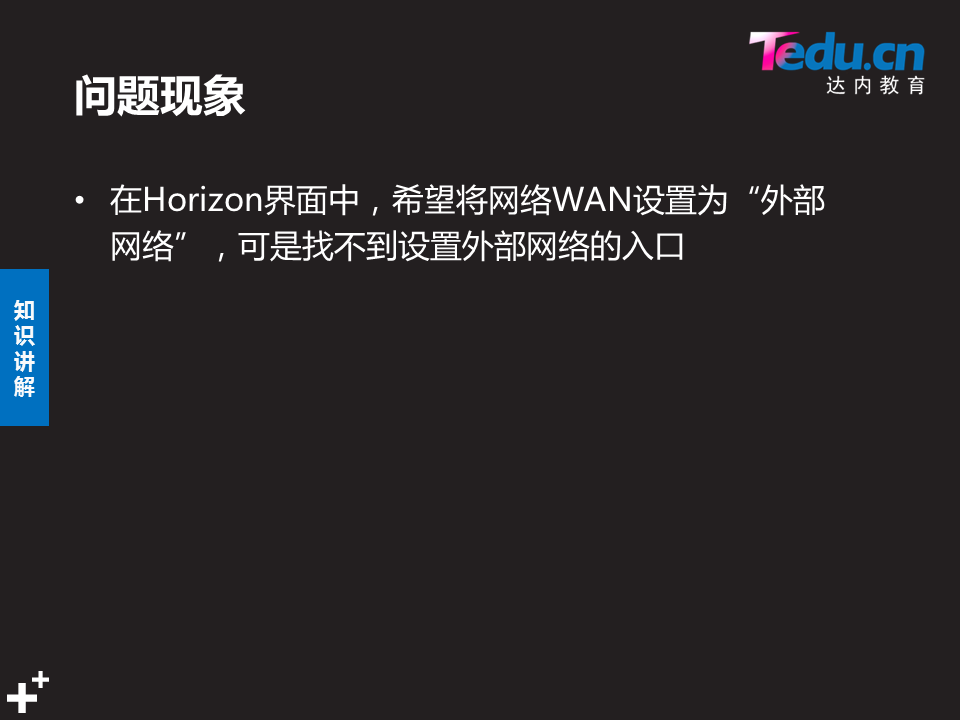 Tedu.cn
达内教育
问题现象
• 在Horizon界面中，希望将网络WAN设置为“外部
网络”，可是找不到设置外部网络的入口
知识讲解